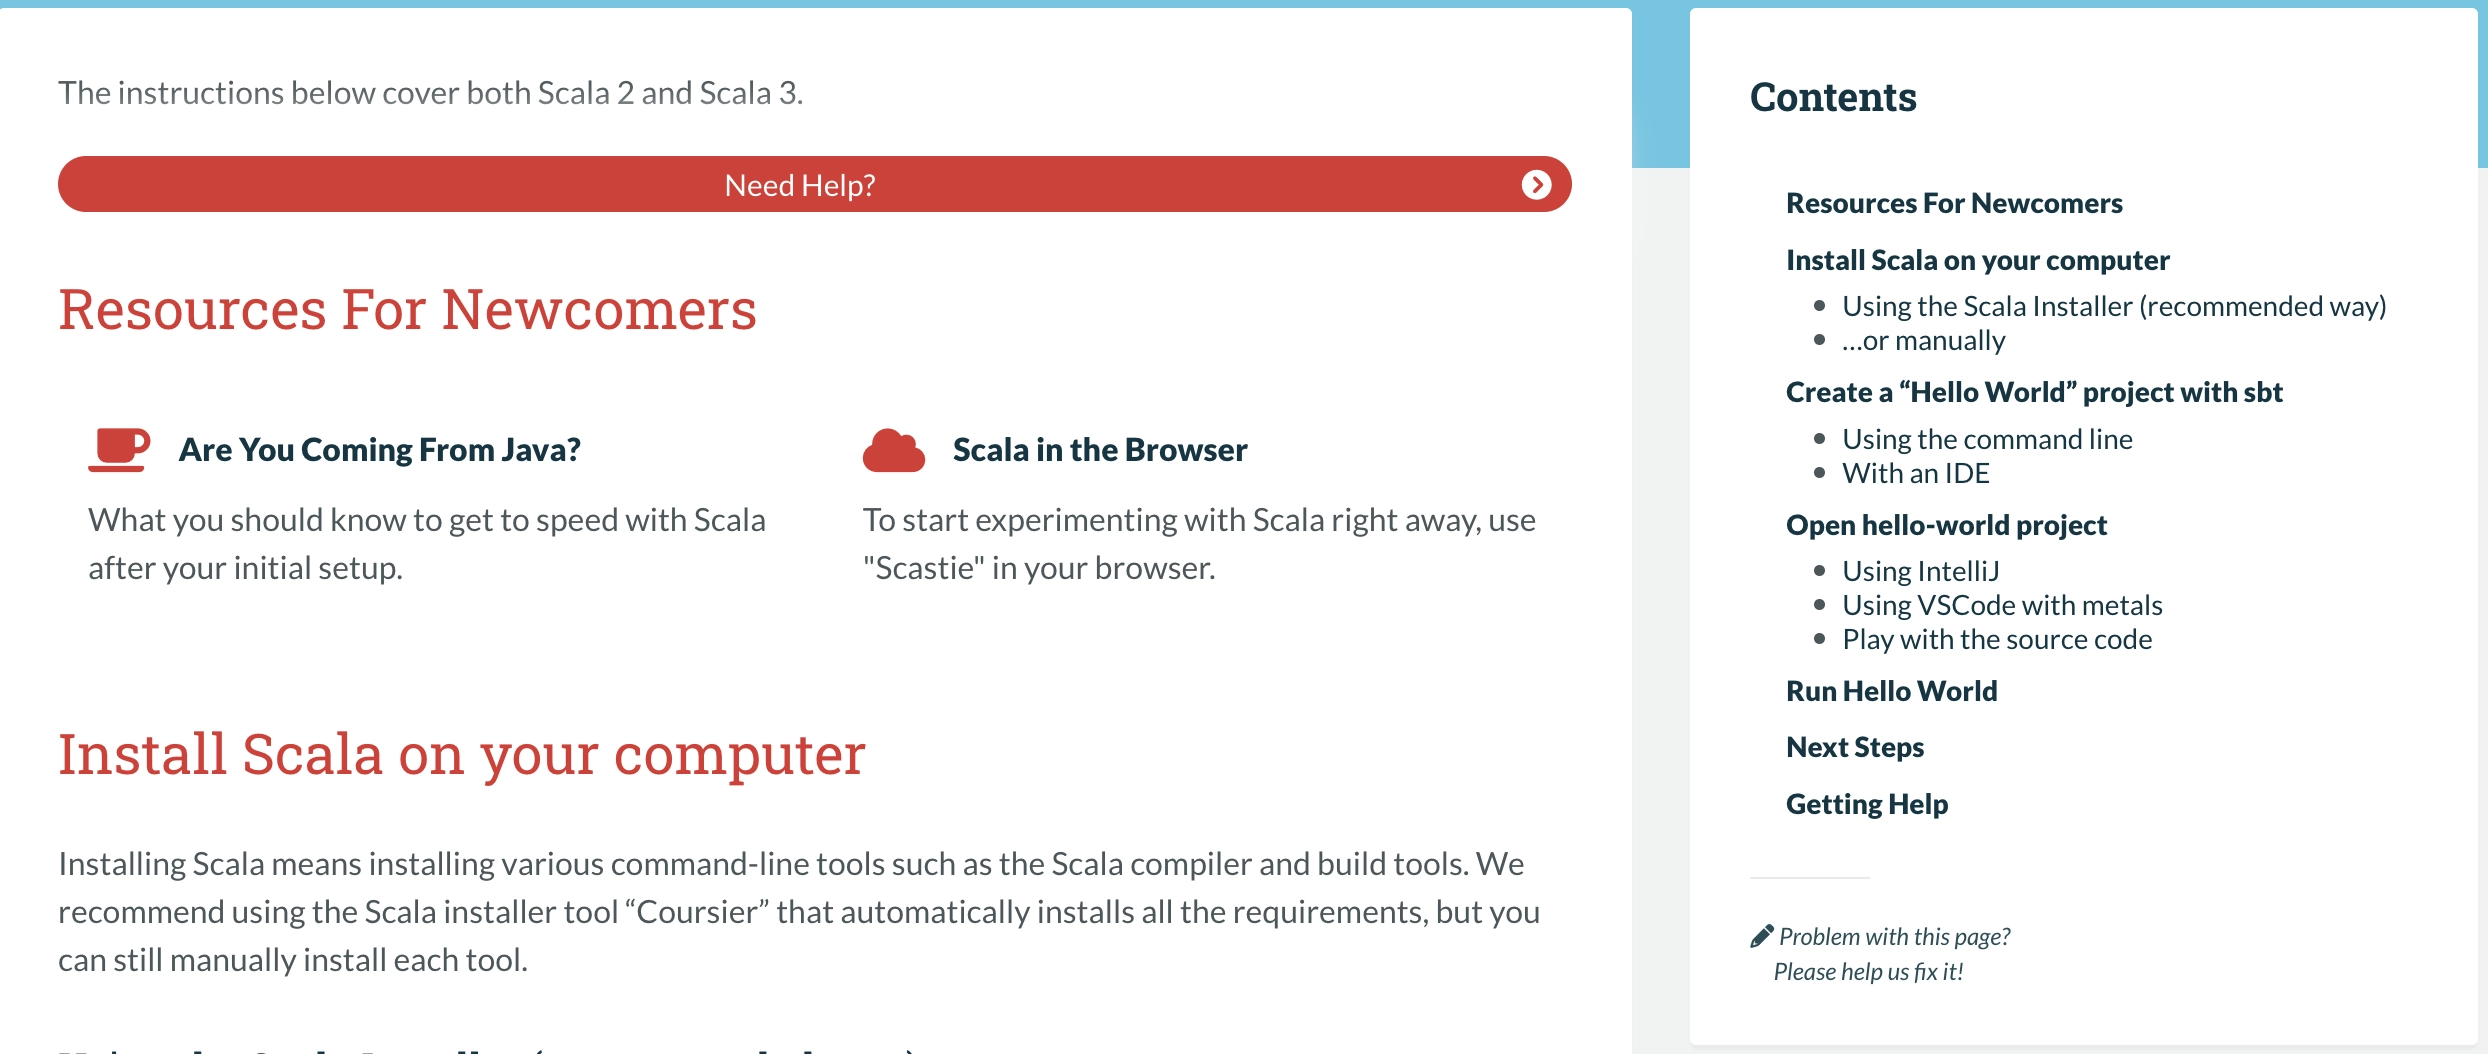 The instructions below cover both Scala 2 and Scala 3.
Need Help?
Resources For Newcomers
Are You Coming From Java?
What you should know to get to speed with Scala
after your initial setup.
Scala in the Browser
To start experimenting with Scala right away, use
"Scastie" in your browser.
Install Scala on your computer
Installing Scala means installing various command-line tools such as the Scala compiler and build tools. We
recommend using the Scala installer tool “Coursier” that automatically installs all the requirements, but you
can still manually install each tool.
Contents
Resources For Newcomers
Install Scala on your computer
• Using the Scala Installer (recommended way)
• …or manually
Create a “Hello World” project with sbt
• Using the command line
• With an IDE
Open hello-world project
• Using IntelliJ
• Using VSCode with metals
• Play with the source code
Run Hello World
Next Steps
Getting Help
Problem with this page?
Please help us fix it!